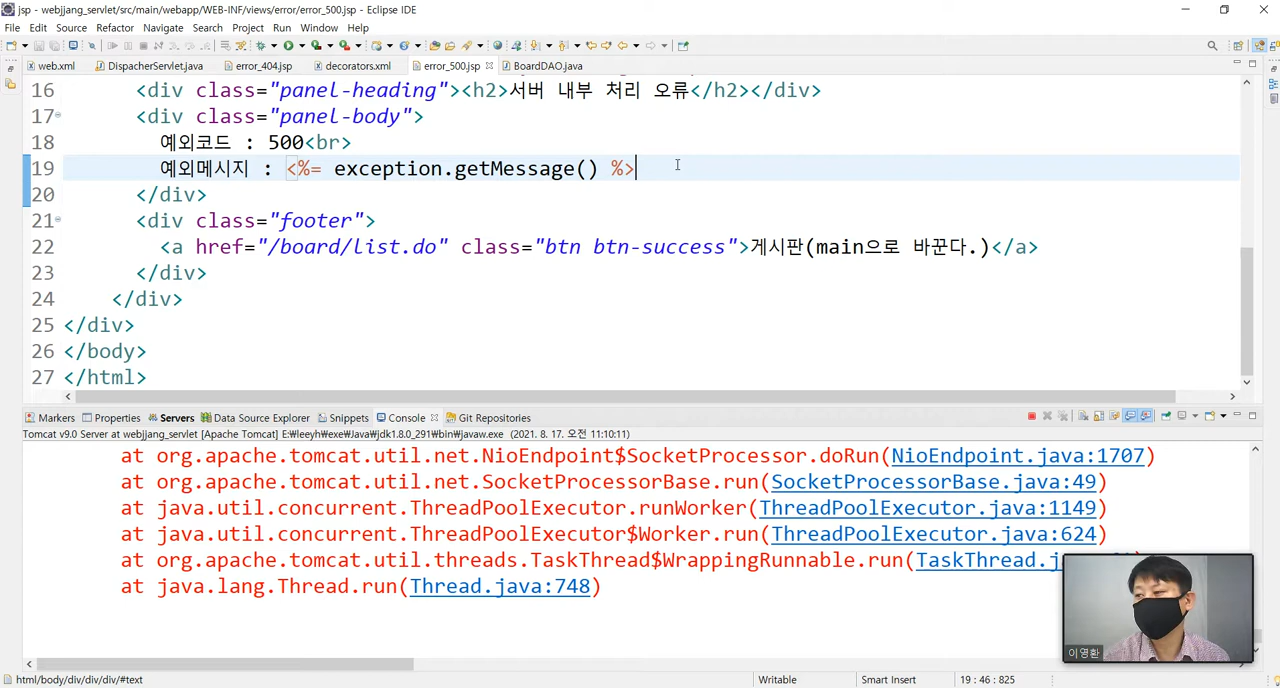 jsp - webjjang_servlet/src/main/webapp/WEB-INF/views/error/error_500.jsp - Eclipse IDE
File Edit Source Refactor Navigate Search Project Run Window Help
web.xml DispacherServlet.java error_404.jsp decorators.xml error_500.jsp BoardDAO.java
16 <div class="panel-heading"><h2>서버 내부 처리 오류</h2></div>
17 <div class="panel-body">
18 예외코드 : 500<br>
19 예외메시지 : <%= exception.getMessage() %>
20 </div>
21 <div class="footer">
22 <a href="/board/list.do" class="btn btn-success">게시판(main으로 바꾼다.)</a>
23 </div>
24 </div>
25 </div>
26 </body>
27 </html>
Markers Properties Servers Data Source Explorer Snippets Console Git Repositories
Tomcat v9.0 Server at webjjang_servlet [Apache Tomcat] E:₩leeyh₩exe₩Java₩jdk1.8.0_291₩bin₩javaw.exe (2021. 8. 17. 오전 11:10:11)
at org.apache.tomcat.util.net.NioEndpoint$SocketProcessor.doRun(NioEndpoint.java:1707)
at org.apache.tomcat.util.net.SocketProcessorBase.run(SocketProcessorBase.java:49)
at java.util.concurrent.ThreadPoolExecutor.runWorker(ThreadPoolExecutor.java:1149)
at java.util.concurrent.ThreadPoolExecutor$Worker.run(ThreadPoolExecutor.java:624)
at org.apache.tomcat.util.threads.TaskThread$WrappingRunnable.run(TaskThread.j
at java.lang.Thread.run(Thread.java:748)
이영환
html/body/div/div/div/#text Writable Smart Insert 19 : 46 : 825